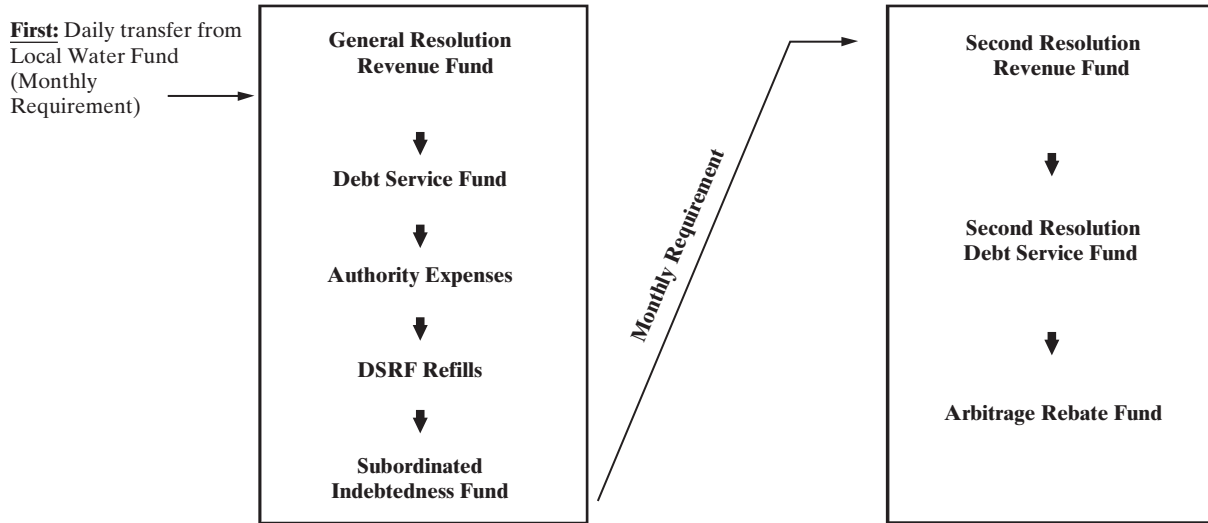 First: Daily transfer from
Local Water Fund
(Monthly
Requirement)
General Resolution
Revenue Fund
Debt Service Fund
Authority Expenses
DSRF Refills
Subordinated
Indebtedness Fund
Monthly Requirement
Second Resolution
Revenue Fund
Second Resolution
Debt Service Fund
Arbitrage Rebate Fund